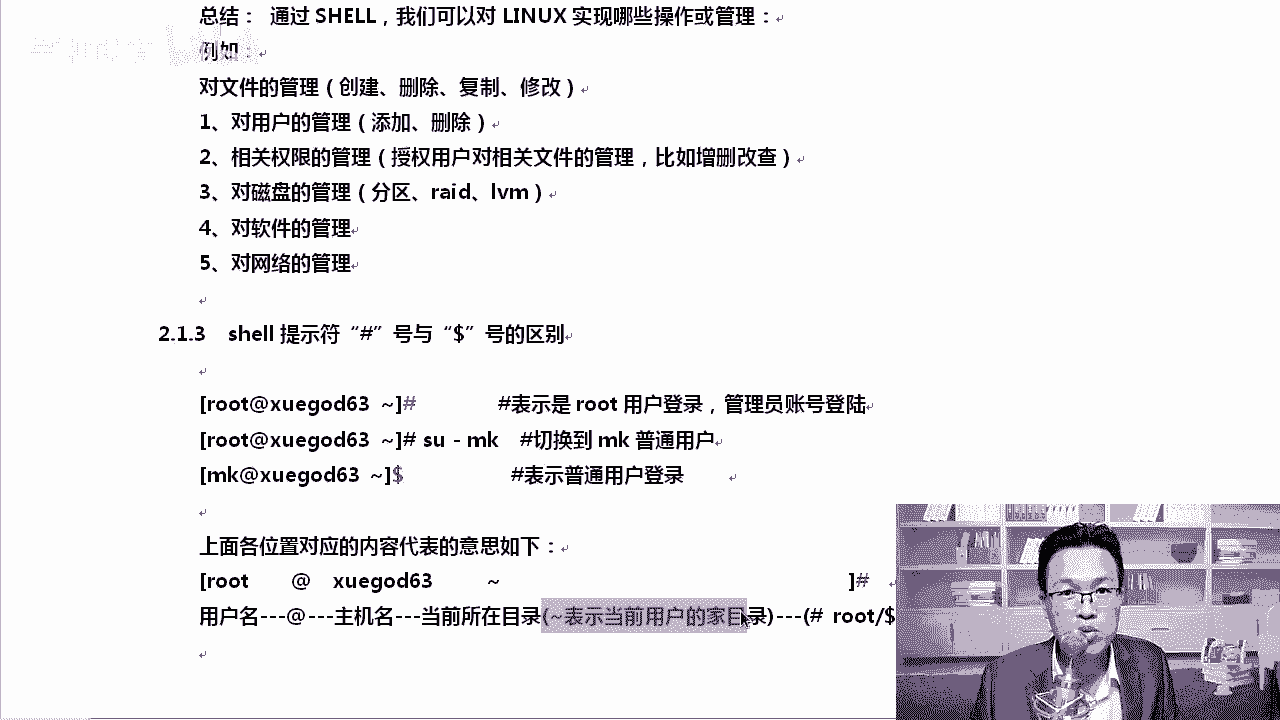 总结： 通过 SHELL，我们可以对 LINUX 实现哪些操作或管理：
例如：
对文件的管理（创建、删除、复制、修改）
1、对用户的管理（添加、删除）
2、相关权限的管理（授权用户对相关文件的管理，比如增删改查）
3、对磁盘的管理（分区、raid、lvm）
4、对软件的管理
5、对网络的管理
2.1.3 shell 提示符“#”号与“$”号的区别
[root@xuegod63 ~]# #表示是 root 用户登录，管理员账号登陆
[root@xuegod63 ~]# su - mk #切换到 mk 普通用户
[mk@xuegod63 ~]$ #表示普通用户登录
上面各位置对应的内容代表的意思如下：
[root @ xuegod63 ~ ]#
用户名---@---主机名---当前所在目录(~表示当前用户的家目录)---(# root/$